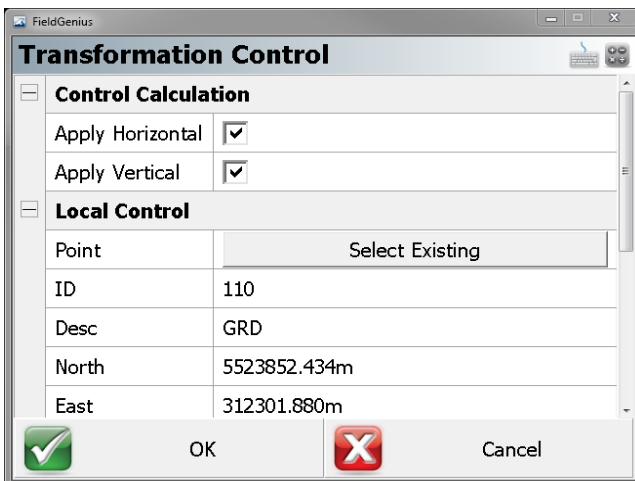 FieldGenius
Transformation Control
Control Calculation
Apply Horizontal
Apply Vertical
Local Control
Point Select Existing
ID 110
Desc GRD
North 5523852.434m
East 312301.880m
OK Cancel